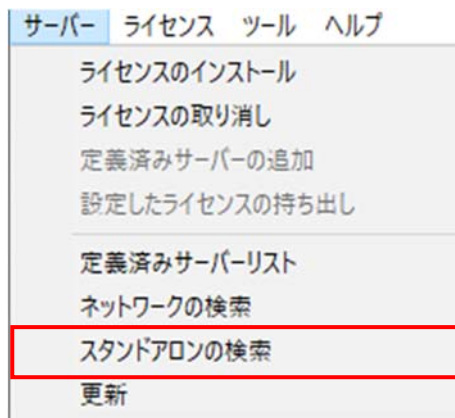 サーバー ライセンス ツール ヘルプ
ライセンスのインストール
ライセンスの取り消し
定義済みサーバーの追加
設定したライセンスの持ち出し
定義済みサーバーリスト
ネットワークの検索
スタンドアロンの検索
更新